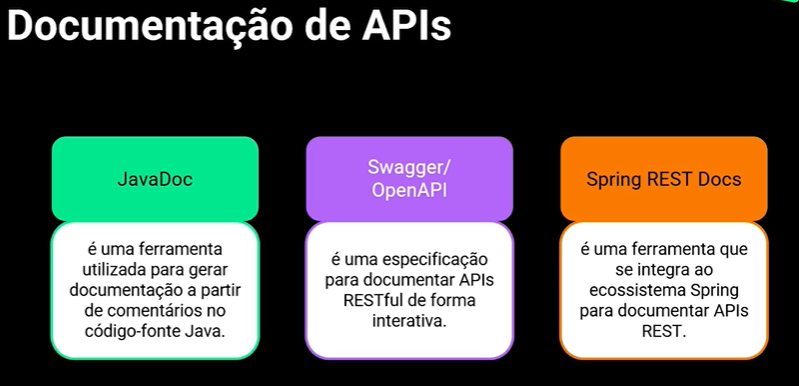 Documentação de APIs
JavaDoc
é uma ferramenta
utilizada para gerar
documentação a partir
de comentários no
código-fonte Java.
Swagger/
OpenAPI
é uma especificação
para documentar APIs
RESTful de forma
interativa.
Spring REST Docs
é uma ferramenta que
se integra ao
ecossistema Spring
para documentar APIs
REST.